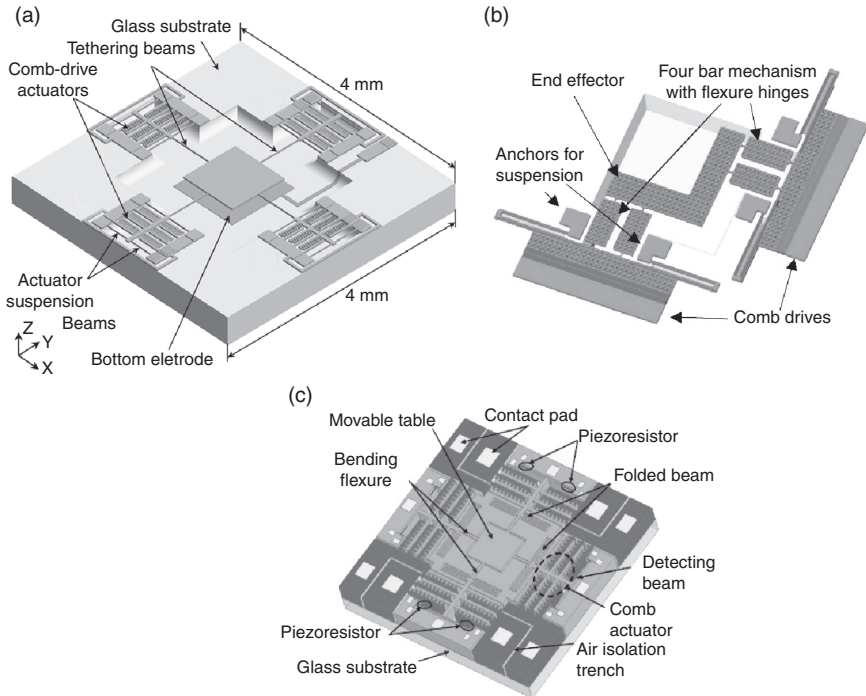 (a)
Glass substrate
Tethering beams
Comb-drive
actuators
4 mm
Actuator
suspension
Beams
4 mm
Z
Y
X
Bottom eletrode
(b)
Four bar mechanism
with flexure hinges
End effector
Anchors for
suspension
Comb drives
(c)
Contact pad
Movable table
Piezoresistor
Bending
flexure
Folded beam
Detecting
beam
Comb
actuator
Piezoresistor
Air isolation
trench
Glass substrate